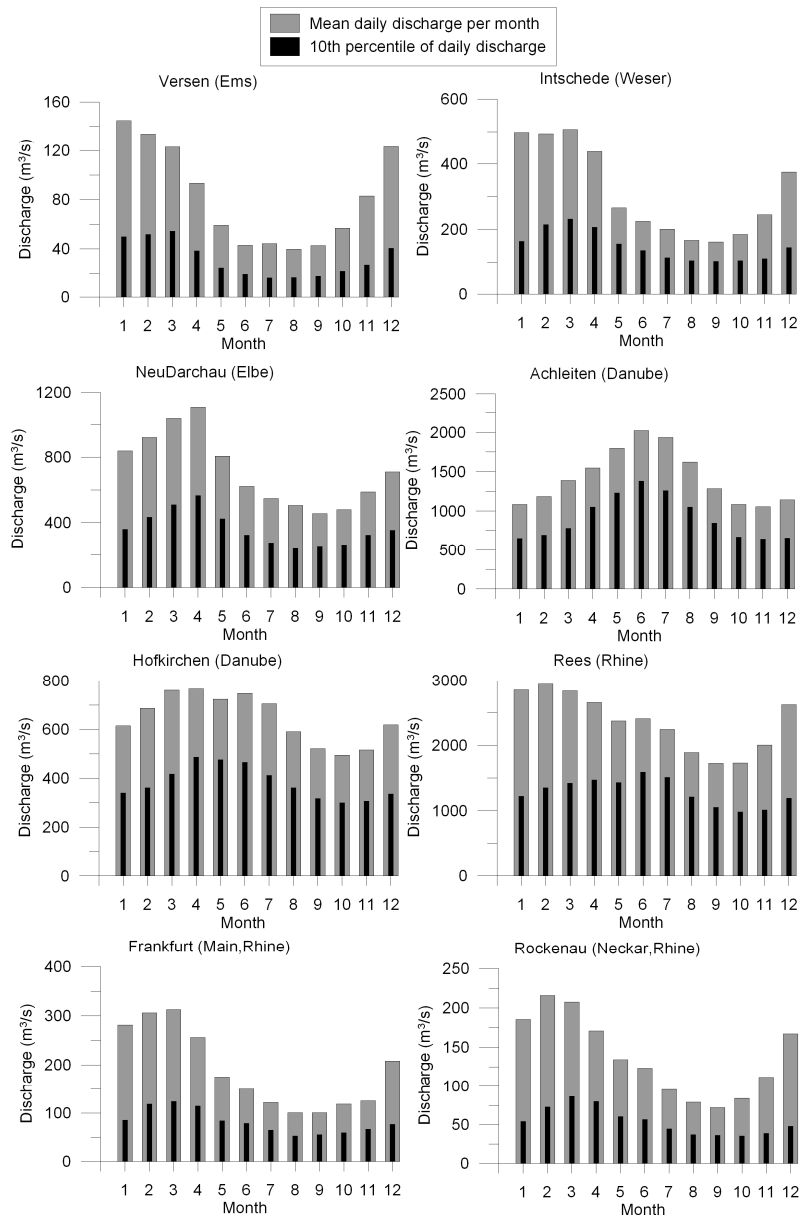 Mean daily discharge per month
10th percentile of daily discharge
Versen (Ems)
Discharge (m³/s)
160
120
80
40
0
1 2 3 4 5 6 7 8 9 10 11 12
Month
Intschede (Weser)
Discharge (m³/s)
600
400
200
0
1 2 3 4 5 6 7 8 9 10 11 12
Month
NeuDarchau (Elbe)
Discharge (m³/s)
1200
800
400
0
1 2 3 4 5 6 7 8 9 10 11 12
Month
Achleiten (Danube)
Discharge (m³/s)
2500
2000
1500
1000
500
0
1 2 3 4 5 6 7 8 9 10 11 12
Month
Hofkirchen (Danube)
Discharge (m³/s)
800
600
400
200
0
1 2 3 4 5 6 7 8 9 10 11 12
Month
Rees (Rhine)
Discharge (m³/s)
3000
2000
1000
0
1 2 3 4 5 6 7 8 9 10 11 12
Month
Frankfurt (Main,Rhine)
Discharge (m³/s)
400
300
200
100
0
1 2 3 4 5 6 7 8 9 10 11 12
Month
Rockenau (Neckar,Rhine)
Discharge (m³/s)
250
200
150
100
50
0
1 2 3 4 5 6 7 8 9 10 11 12
Month